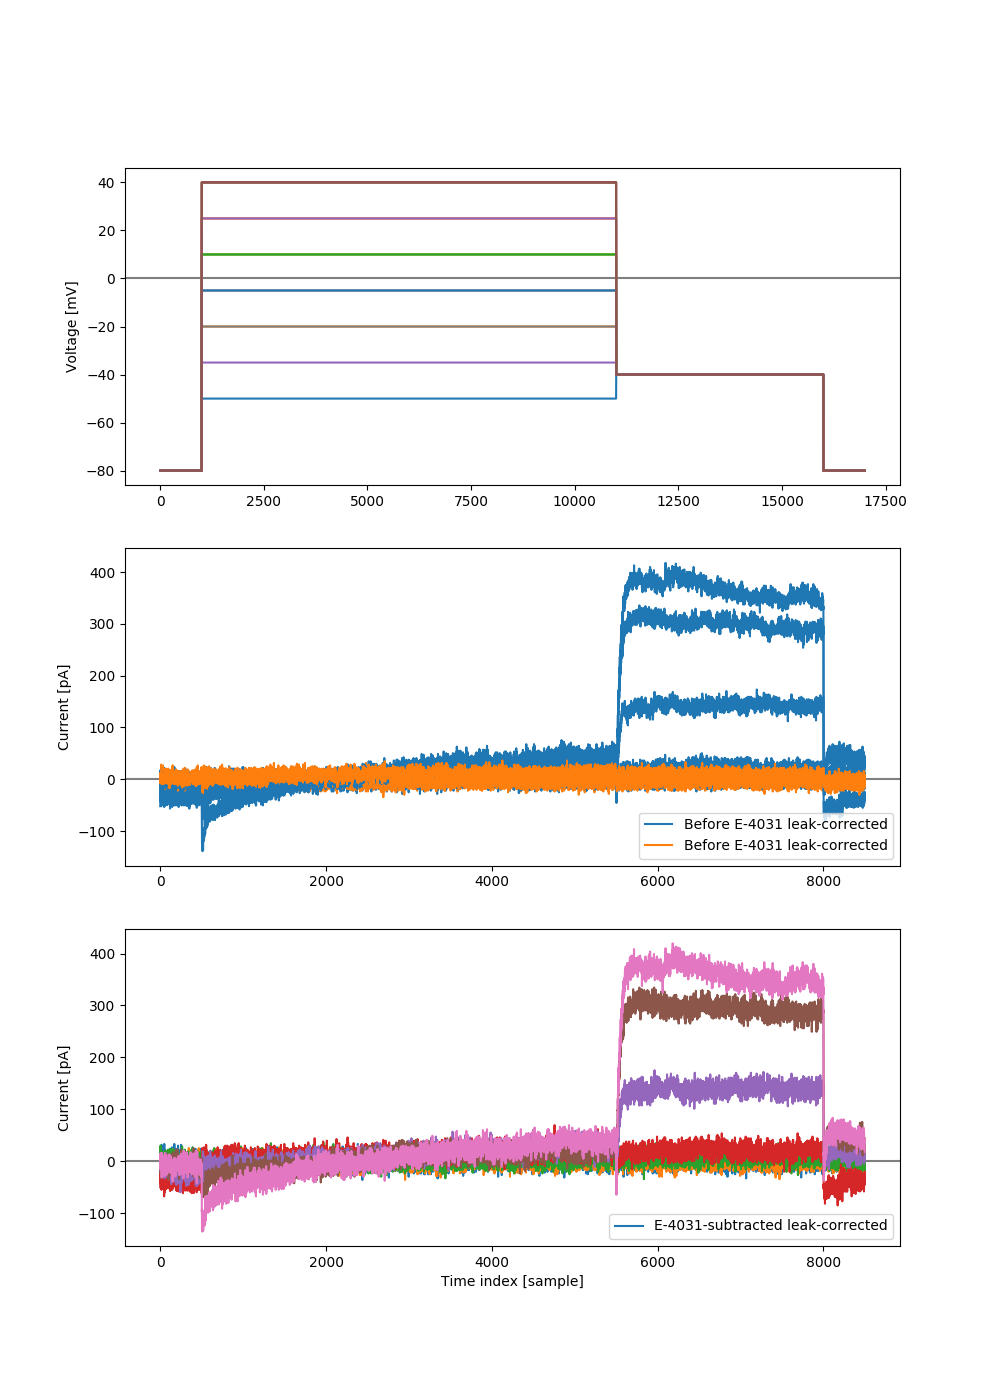 40
20
0
−20
−40
−60
−80
Voltage [mV]
0 2500 5000 7500 10000 12500 15000 17500
400
300
200
100
0
−100
Current [pA]
Before E-4031 leak-corrected
Before E-4031 leak-corrected
0 2000 4000 6000 8000
400
300
200
100
0
−100
Current [pA]
E-4031-subtracted leak-corrected
0 2000 4000 6000 8000
Time index [sample]